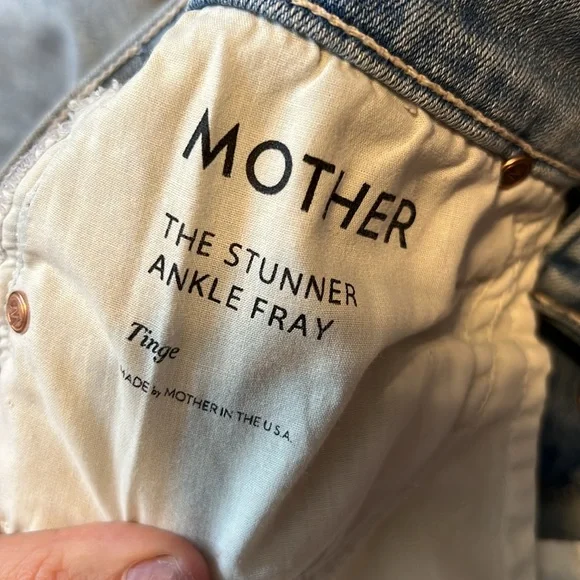 MOTHER
THE STUNNER
ANKLE FRAY
Tinge
MADE by MOTHER IN THE U.S.A.